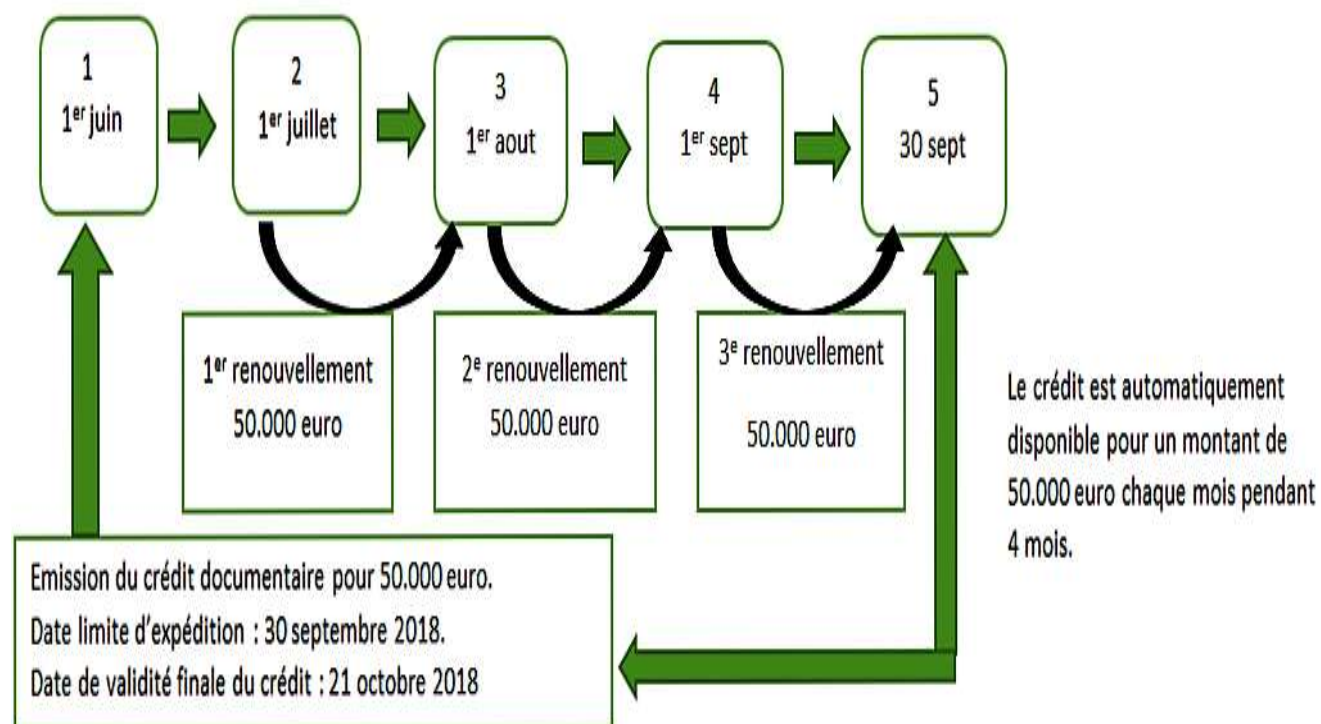 1
1er juin
2
1er juillet
3
1er aout
4
1er sept
5
30 sept
1er renouvellement
50.000 euro
2e renouvellement
50.000 euro
3e renouvellement
50.000 euro
Le crédit est automatiquement
disponible pour un montant de
50.000 euro chaque mois pendant
4 mois.
Emission du crédit documentaire pour 50.000 euro.
Date limite d'expédition : 30 septembre 2018.
Date de validité finale du crédit : 21 octobre 2018